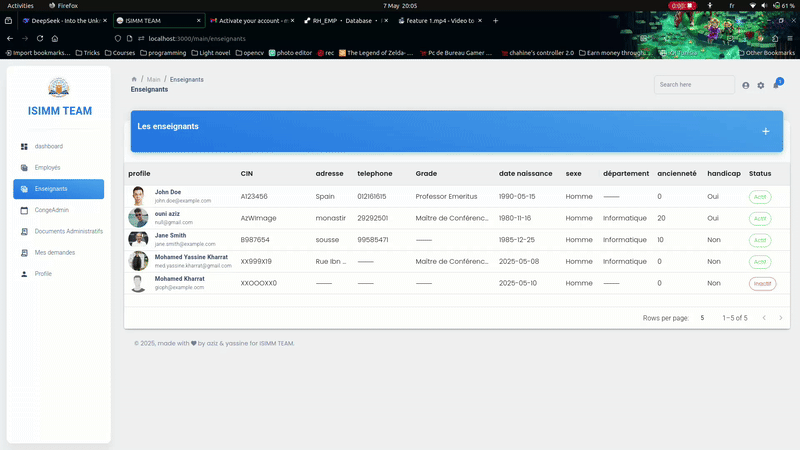 Activities Firefox 7 May 20:05 0:00 fr 61 %
DeepSeek - Into the Unk ISIMM TEAM Activate your account - m RH_EMP • Database feature 1.mp4 - Video to
localhost:3000/main/enseignants
Import bookmarks... Tricks Courses programming Light novel opencv photo editor rec The Legend of Zelda-... Pc de Bureau Gamer ... chahine's controller 2.0 Earn money throughi... Other Bookmarks
ISIMM TEAM
dashboard
Employés
Enseignants
CongeAdmin
Documents Administratifs
Mes demandes
Profile
/ Main / Enseignants
Enseignants
Search here
Les enseignants
profile CIN adresse telephone Grade date naissance sexe département ancienneté handicap Status
John Doe john.doe@example.com A123456 Spain 012161615 Professor Emeritus 1990-05-15 Homme —— 0 Oui Actif
ouni aziz null@gmail.com AzWImage monastir 29292501 Maître de Conférenc... 1980-11-16 Homme Informatique 20 Oui Actif
Jane Smith jane.smith@example.com B987654 sousse 99585471 —— 1985-12-25 Homme Informatique 10 Non Actif
Mohamed Yassine Kharrat med.yassine.kharrat@gmail.com XX999X19 Rue Ibn ... —— Maître de Conférenc... 2025-05-08 Homme Informatique 0 Non Actif
Mohamed Kharrat XXOOOXX0 —— —— —— 2025-05-10 Homme —— 0 Non Inactif
Rows per page: 5 1–5 of 5
© 2025, made with ♥ by aziz & yassine for ISIMM TEAM.